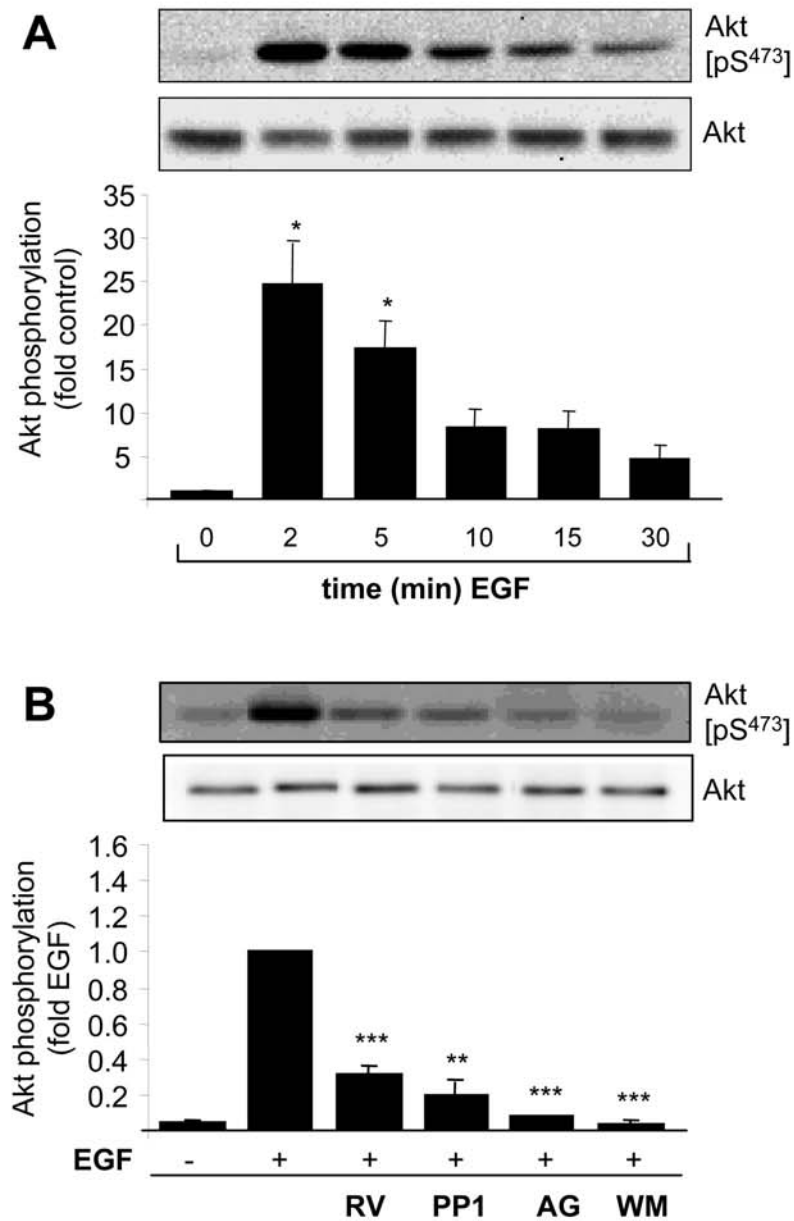 A
Akt
[pS473]
Akt
Akt phosphorylation
(fold control)
35
30
25
20
15
10
5
*
*
0 2 5 10 15 30
time (min) EGF
B
Akt
[pS473]
Akt
Akt phosphorylation
(fold EGF)
1.6
1.4
1.2
1.0
0.8
0.6
0.4
0.2
*** ** *** ***
EGF - + + + + +
RV PP1 AG WM